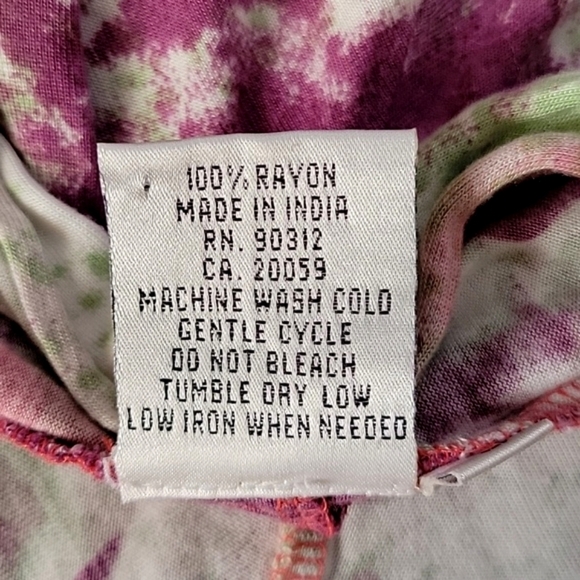 100% RAYON
MADE IN INDIA
RN. 90312
CA. 20059
MACHINE WASH COLD
GENTLE CYCLE
DO NOT BLEACH
TUMBLE DRY LOW
LOW IRON WHEN NEEDED